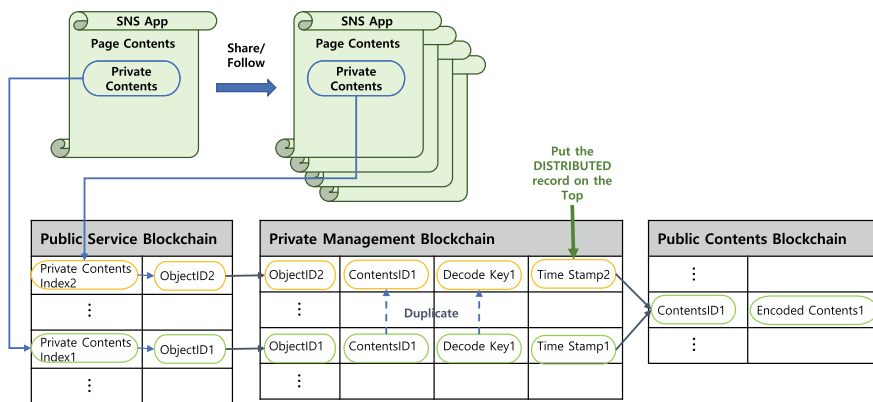 SNS App
Page Contents
Private
Contents
Share/
Follow
SNS App
Page Contents
Private
Contents
Put the
DISTRIBUTED
record on the
Top
Public Service Blockchain
Private Contents
Index2
ObjectID2
⋮
Private Contents
Index1
ObjectID1
⋮
Private Management Blockchain
ObjectID2
ContentsID1
Decode Key1
Time Stamp2
⋮
Duplicate
ObjectID1
ContentsID1
Decode Key1
Time Stamp1
⋮
Public Contents Blockchain
⋮
ContentsID1
Encoded Contents1
⋮